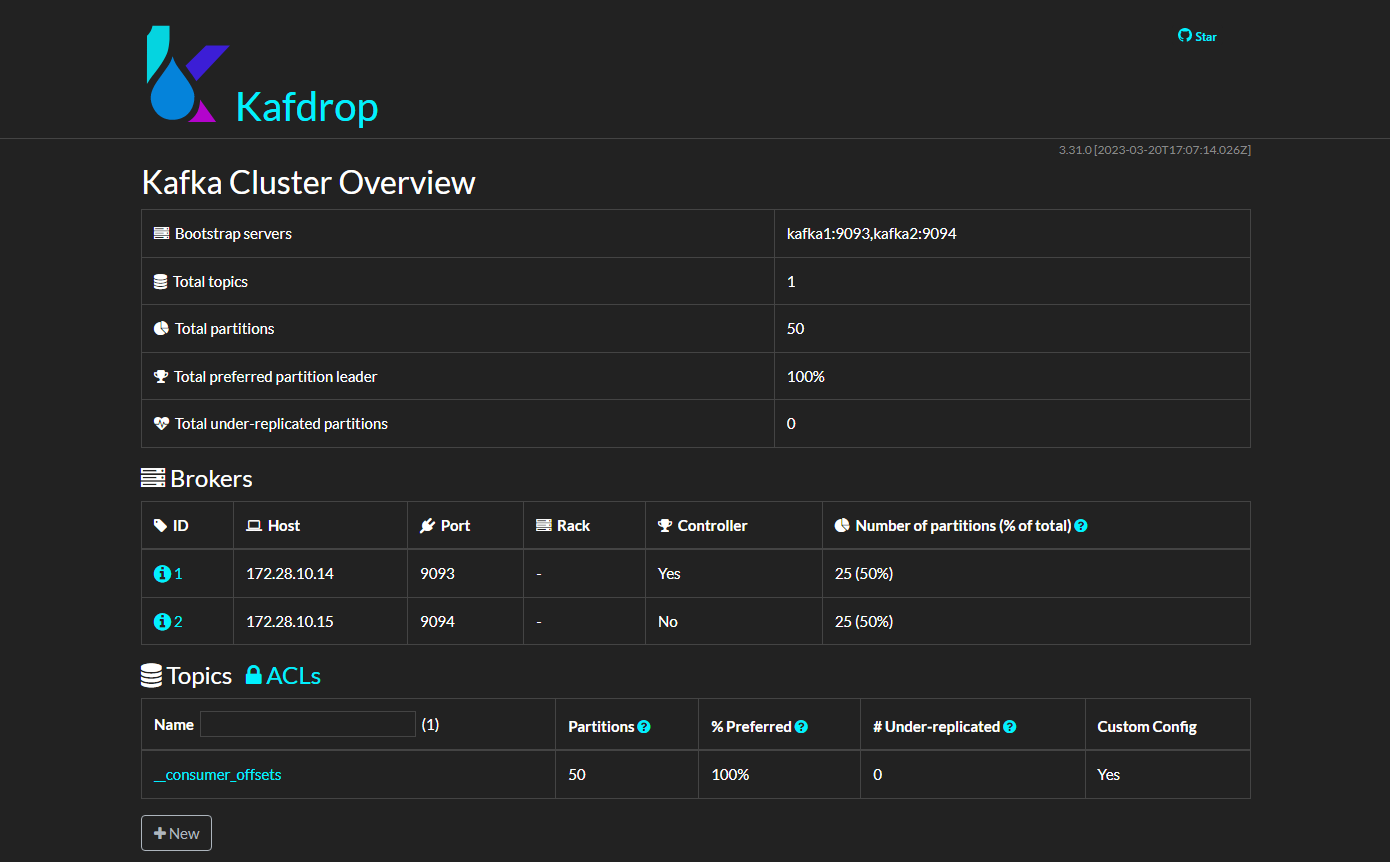 Star
Kafdrop
3.31.0 [2023-03-20T17:07:14.026Z]
Kafka Cluster Overview
Bootstrap servers kafka1:9093,kafka2:9094
Total topics 1
Total partitions 50
Total preferred partition leader 100%
Total under-replicated partitions 0
Brokers
ID Host Port Rack Controller Number of partitions (% of total)
1 172.28.10.14 9093 - Yes 25 (50%)
2 172.28.10.15 9094 - No 25 (50%)
Topics ACLs
Name (1) Partitions % Preferred # Under-replicated Custom Config
__consumer_offsets 50 100% 0 Yes
New